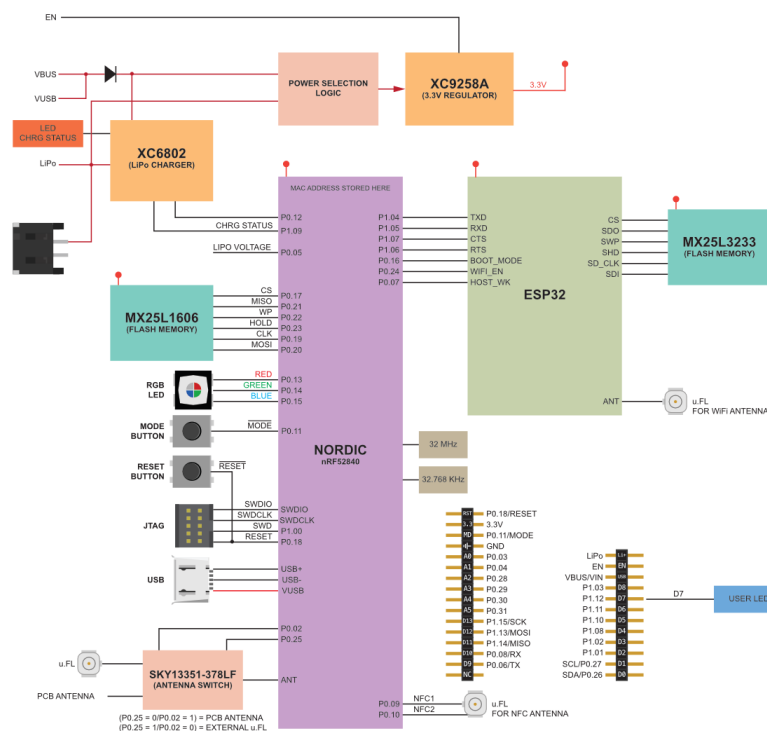 EN
VBUS
VUSB
POWER SELECTION
LOGIC
XC9258A
(3.3V REGULATOR)
3.3V
LED
CHRG STATUS
XC6802
(LiPo CHARGER)
LiPo
MAC ADDRESS STORED HERE
P0.12
CHRG STATUS
P1.09
LIPO VOLTAGE
P0.05
P1.04
P1.05
P1.07
P1.06
P0.16
P0.24
P0.07
TXD
RXD
CTS
RTS
BOOT_MODE
WIFI_EN
HOST_WK
ESP32
CS
SDO
SWP
SHD
SD_CLK
SDI
MX25L3233
(FLASH MEMORY)
MX25L1606
(FLASH MEMORY)
CS
MISO
WP
HOLD
CLK
MOSI
P0.17
P0.21
P0.22
P0.23
P0.19
P0.20
RGB
LED
RED
GREEN
BLUE
P0.13
P0.14
P0.15
ANT
u.FL
FOR WiFi ANTENNA
MODE
BUTTON
MODE
P0.11
NORDIC
nRF52840
32 MHz
32.768 KHz
RESET
BUTTON
RESET
JTAG
SWDIO
SWDCLK
SWD
RESET
SWDIO
SWDCLK
P1.00
P0.18
USB
USB+
USB-
VUSB
RST
3.3
MD
A0
A1
A2
A3
A4
A5
D13
D12
D11
D10
D9
NC
P0.18/RESET
3.3V
P0.11/MODE
GND
P0.03
P0.04
P0.28
P0.29
P0.30
P0.31
P1.15/SCK
P1.13/MOSI
P1.14/MISO
P0.08/RX
P0.06/TX
LiPo
EN
VBUS/VIN
P1.03
P1.12
P1.11
P1.10
P1.08
P1.02
P1.01
SCL/P0.27
SDA/P0.26
Li+
EN
USB
D8
D7
D6
D5
D4
D3
D2
D1
D0
D7
USER LED
P0.02
P0.25
u.FL
SKY13351-378LF
(ANTENNA SWITCH)
ANT
PCB ANTENNA
(P0.25 = 0/P0.02 = 1) = PCB ANTENNA
(P0.25 = 1/P0.02 = 0) = EXTERNAL u.FL
P0.09
P0.10
NFC1
NFC2
u.FL
FOR NFC ANTENNA